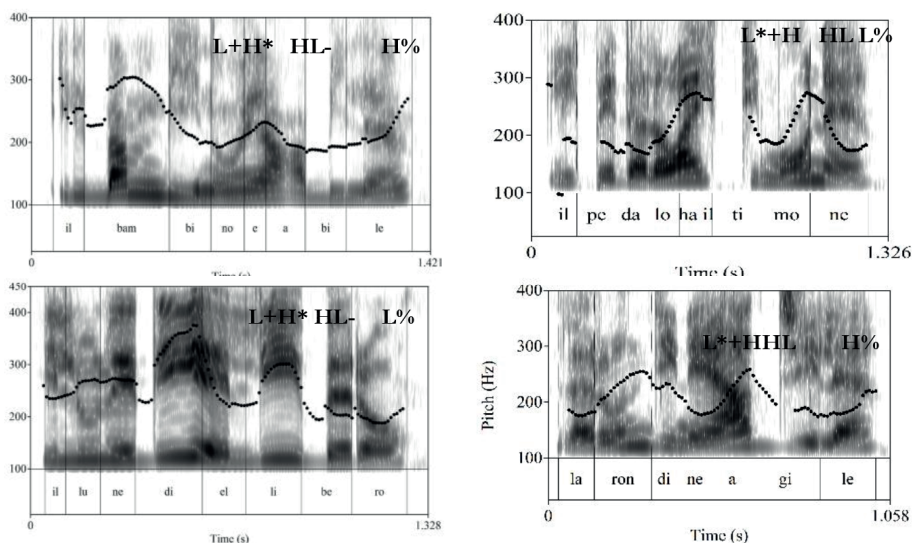 400
300
200
100
L+H* HL- H%
il bam bi no e a bi le
0 1.421
Time (s)
400
300
200
100
L*+H HL L%
il pe da lo ha il ti mo ne
0 1.326
Time (s)
450
400
300
200
100
L+H* HL- L%
il lu ne di el li be ro
0 1.328
Time (s)
Pitch (Hz)
400
300
200
100
L*+HHL H%
la ron di ne a gi le
0 1.058
Time (s)